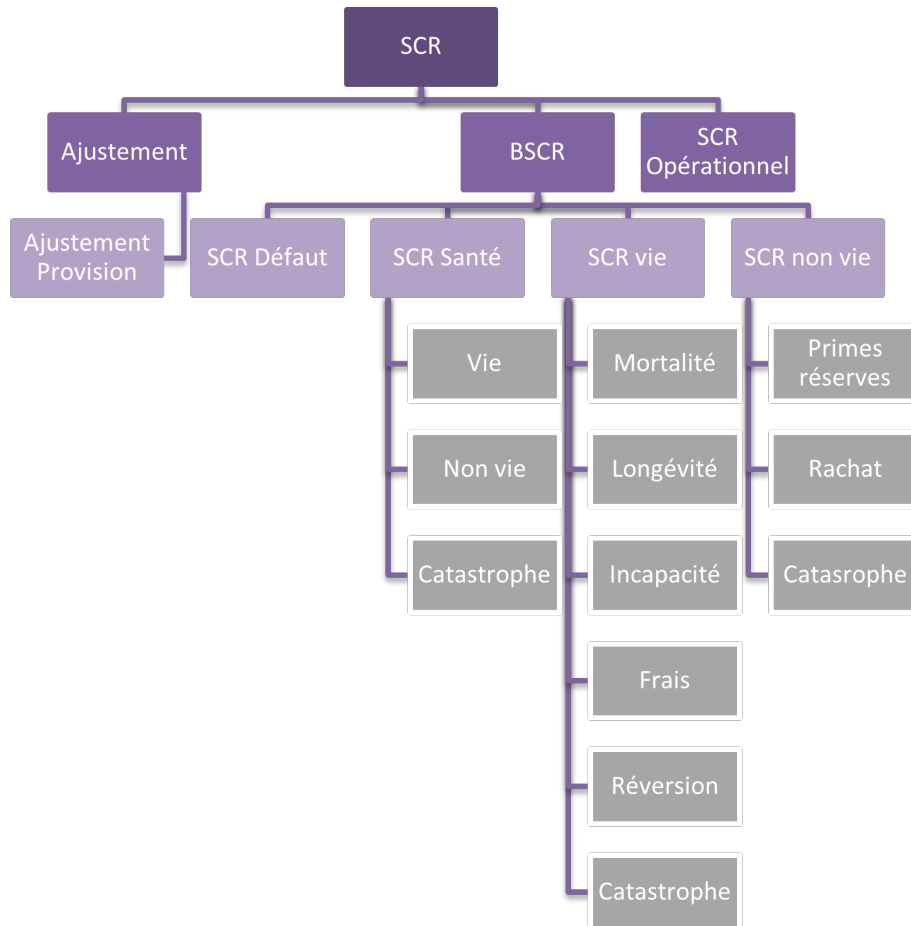 SCR
Ajustement
BSCR
SCR
Opérationnel
Ajustement
Provision
SCR Défaut
SCR Santé
SCR vie
SCR non vie
Vie
Non vie
Catastrophe
Mortalité
Longévité
Incapacité
Frais
Réversion
Catastrophe
Primes
réserves
Rachat
Catasrophe